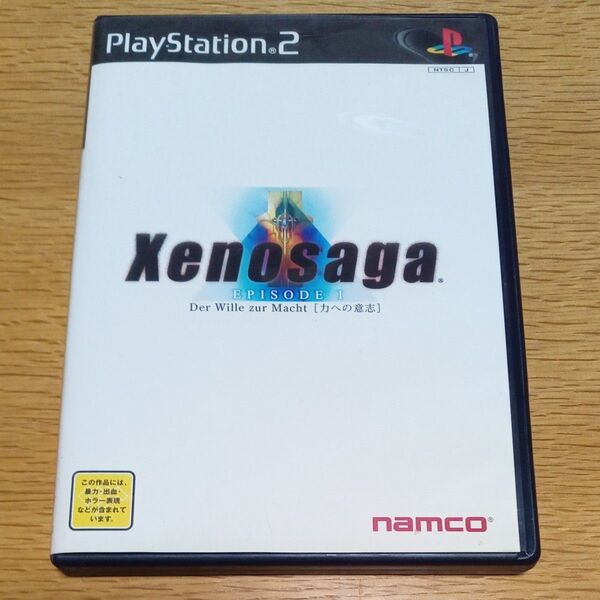 PlayStation®2
NTSC J
Xenosaga®
EPISODE I
Der Wille zur Macht [力への意志]
この作品には、
暴力・出血・
ホラー表現
などが含まれて
います。
namco®